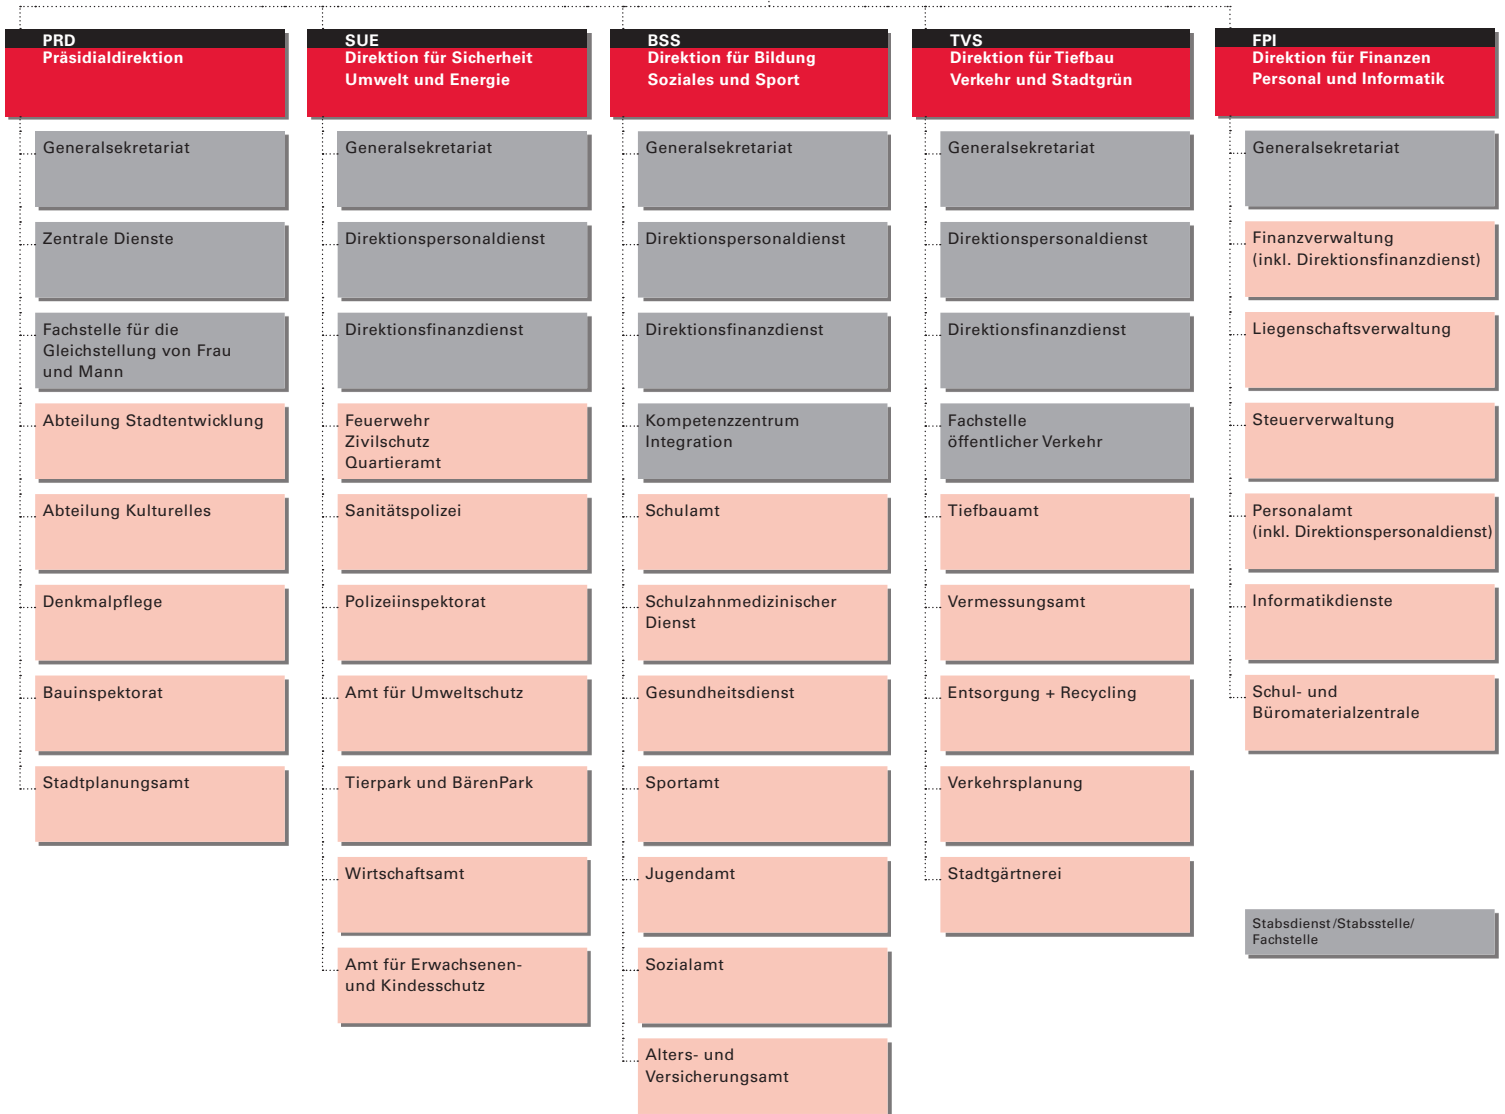 PRD
Präsidialdirektion
Generalsekretariat
Zentrale Dienste
Fachstelle für die
Gleichstellung von Frau
und Mann
Abteilung Stadtentwicklung
Abteilung Kulturelles
Denkmalpflege
Bauinspektorat
Stadtplanungsamt
SUE
Direktion für Sicherheit
Umwelt und Energie
Generalsekretariat
Direktionspersonaldienst
Direktionsfinanzdienst
Feuerwehr
Zivilschutz
Quartieramt
Sanitätspolizei
Polizeiinspektorat
Amt für Umweltschutz
Tierpark und BärenPark
Wirtschaftsamt
Amt für Erwachsenen-
und Kindesschutz
BSS
Direktion für Bildung
Soziales und Sport
Generalsekretariat
Direktionspersonaldienst
Direktionsfinanzdienst
Kompetenzzentrum
Integration
Schulamt
Schulzahnmedizinischer
Dienst
Gesundheitsdienst
Sportamt
Jugendamt
Sozialamt
Alters- und
Versicherungsamt
TVS
Direktion für Tiefbau
Verkehr und Stadtgrün
Generalsekretariat
Direktionspersonaldienst
Direktionsfinanzdienst
Fachstelle
öffentlicher Verkehr
Tiefbauamt
Vermessungsamt
Entsorgung + Recycling
Verkehrsplanung
Stadtgärtnerei
FPI
Direktion für Finanzen
Personal und Informatik
Generalsekretariat
Finanzverwaltung
(inkl. Direktionsfinanzdienst)
Liegenschaftsverwaltung
Steuerverwaltung
Personalamt
(inkl. Direktionspersonaldienst)
Informatikdienste
Schul- und
Büromaterialzentrale
Stabsdienst/Stabsstelle/
Fachstelle